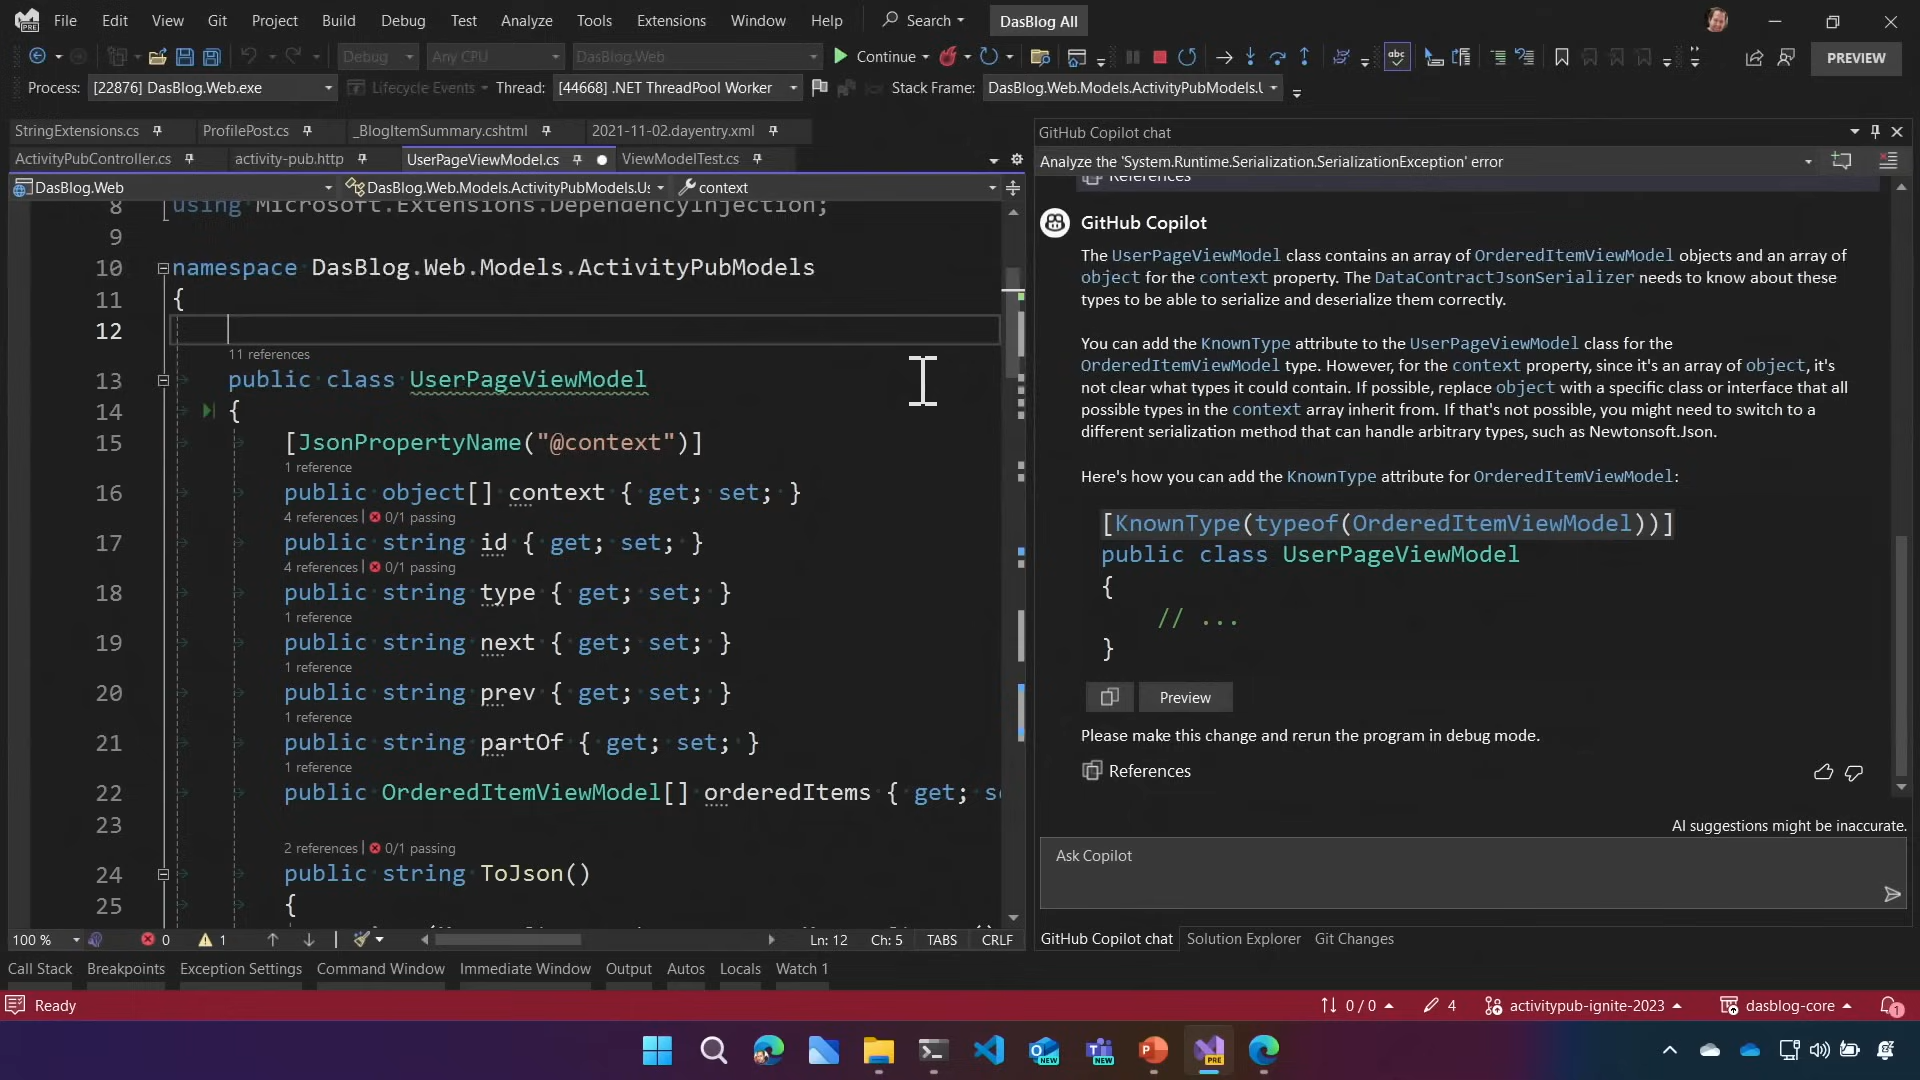 File Edit View Git Project Build Debug Test Analyze Tools Extensions Window Help Search DasBlog All
Debug Any CPU DasBlog.Web Continue PREVIEW
Process: [22876] DasBlog.Web.exe Lifecycle Events Thread: [44668] .NET ThreadPool Worker Stack Frame: DasBlog.Web.Models.ActivityPubModels.U
StringExtensions.cs ProfilePost.cs _BlogItemSummary.cshtml 2021-11-02.dayentry.xml
ActivityPubController.cs activity-pub.http UserPageViewModel.cs ViewModelTest.cs
DasBlog.Web DasBlog.Web.Models.ActivityPubModels.Us context
8 using Microsoft.Extensions.DependencyInjection;
9
10 namespace DasBlog.Web.Models.ActivityPubModels
11 {
12
11 references
13 public class UserPageViewModel
14 {
15 [JsonPropertyName("@context")]
1 reference
16 public object[] context { get; set; }
4 references | 0/1 passing
17 public string id { get; set; }
4 references | 0/1 passing
18 public string type { get; set; }
1 reference
19 public string next { get; set; }
1 reference
20 public string prev { get; set; }
1 reference
21 public string partOf { get; set; }
1 reference
22 public OrderedItemViewModel[] orderedItems { get; se
23
2 references | 0/1 passing
24 public string ToJson()
25 {
100 % 0 1 Ln: 12 Ch: 5 TABS CRLF
GitHub Copilot chat
Analyze the 'System.Runtime.Serialization.SerializationException' error
References
GitHub Copilot
The UserPageViewModel class contains an array of OrderedItemViewModel objects and an array of
object for the context property. The DataContractJsonSerializer needs to know about these
types to be able to serialize and deserialize them correctly.
You can add the KnownType attribute to the UserPageViewModel class for the
OrderedItemViewModel type. However, for the context property, since it's an array of object, it's
not clear what types it could contain. If possible, replace object with a specific class or interface that all
possible types in the context array inherit from. If that's not possible, you might need to switch to a
different serialization method that can handle arbitrary types, such as Newtonsoft.Json.
Here's how you can add the KnownType attribute for OrderedItemViewModel:
[KnownType(typeof(OrderedItemViewModel))]
public class UserPageViewModel
{
// ...
}
Preview
Please make this change and rerun the program in debug mode.
References
AI suggestions might be inaccurate.
Ask Copilot
GitHub Copilot chat Solution Explorer Git Changes
Call Stack Breakpoints Exception Settings Command Window Immediate Window Output Autos Locals Watch 1
Ready 0 / 0 4 activitypub-ignite-2023 dasblog-core 1